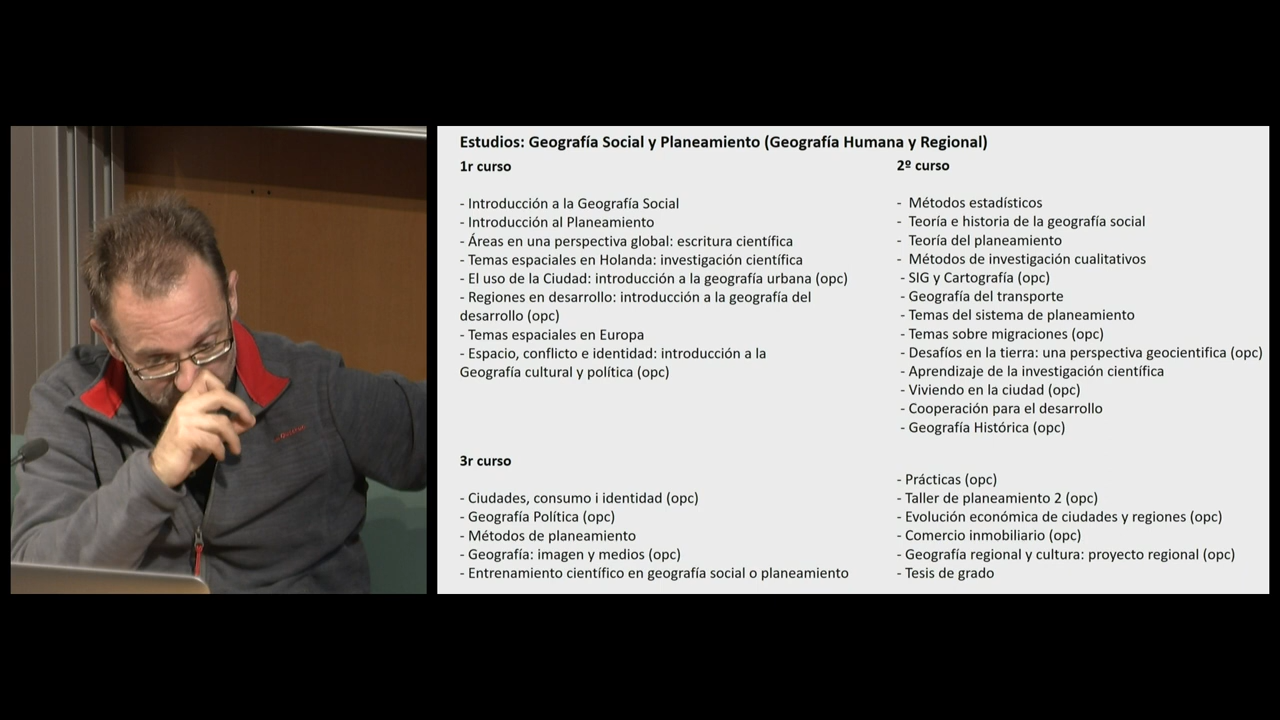 Estudios: Geografía Social y Planeamiento (Geografía Humana y Regional)
1r curso
- Introducción a la Geografía Social
- Introducción al Planeamiento
- Áreas en una perspectiva global: escritura científica
- Temas espaciales en Holanda: investigación científica
- El uso de la Ciudad: introducción a la geografía urbana (opc)
- Regiones en desarrollo: introducción a la geografía del
desarrollo (opc)
- Temas espaciales en Europa
- Espacio, conflicto e identidad: introducción a la
Geografía cultural y política (opc)
2º curso
- Métodos estadísticos
- Teoría e historia de la geografía social
- Teoría del planeamiento
- Métodos de investigación cualitativos
- SIG y Cartografía (opc)
- Geografía del transporte
- Temas del sistema de planeamiento
- Temas sobre migraciones (opc)
- Desafíos en la tierra: una perspectiva geocientifica (opc)
- Aprendizaje de la investigación científica
- Viviendo en la ciudad (opc)
- Cooperación para el desarrollo
- Geografía Histórica (opc)
3r curso
- Ciudades, consumo i identidad (opc)
- Geografía Política (opc)
- Métodos de planeamiento
- Geografía: imagen y medios (opc)
- Entrenamiento científico en geografía social o planeamiento
- Prácticas (opc)
- Taller de planeamiento 2 (opc)
- Evolución económica de ciudades y regiones (opc)
- Comercio inmobiliario (opc)
- Geografía regional y cultura: proyecto regional (opc)
- Tesis de grado